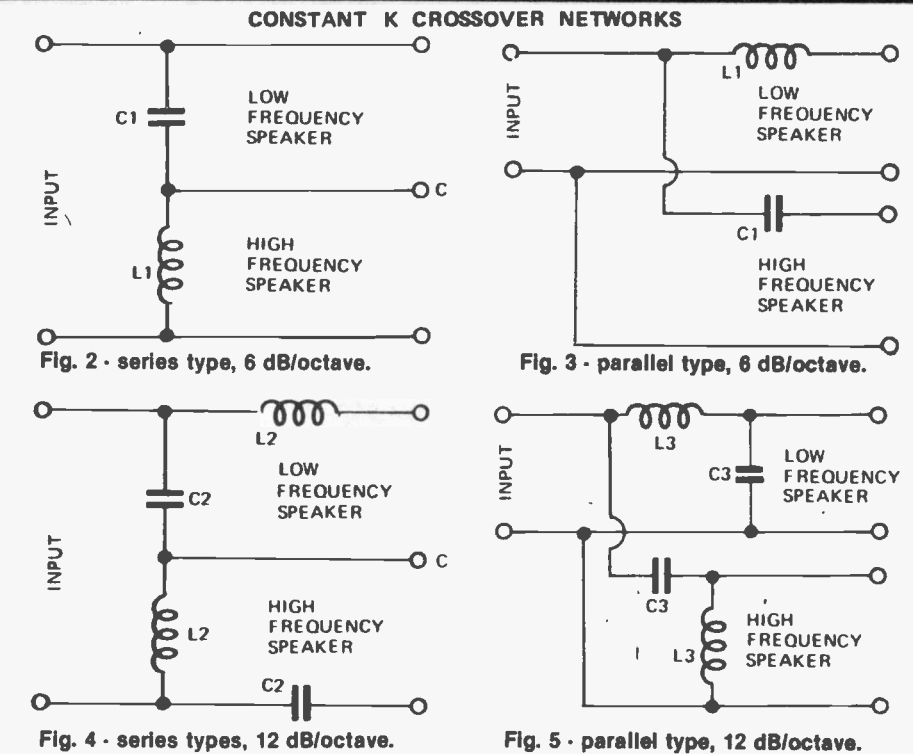 CONSTANT K CROSSOVER NETWORKS
INPUT
C1
LOW
FREQUENCY
SPEAKER
C
L1
HIGH
FREQUENCY
SPEAKER
Fig. 2 - series type, 6 dB/octave.
INPUT
L1
LOW
FREQUENCY
SPEAKER
C1
HIGH
FREQUENCY
SPEAKER
Fig. 3 - parallel type, 6 dB/octave.
INPUT
L2
LOW
FREQUENCY
SPEAKER
C2
C
L2
HIGH
FREQUENCY
SPEAKER
C2
Fig. 4 - series types, 12 dB/octave.
INPUT
L3
C3
LOW
FREQUENCY
SPEAKER
C3
L3
HIGH
FREQUENCY
SPEAKER
Fig. 5 - parallel type, 12 dB/octave.